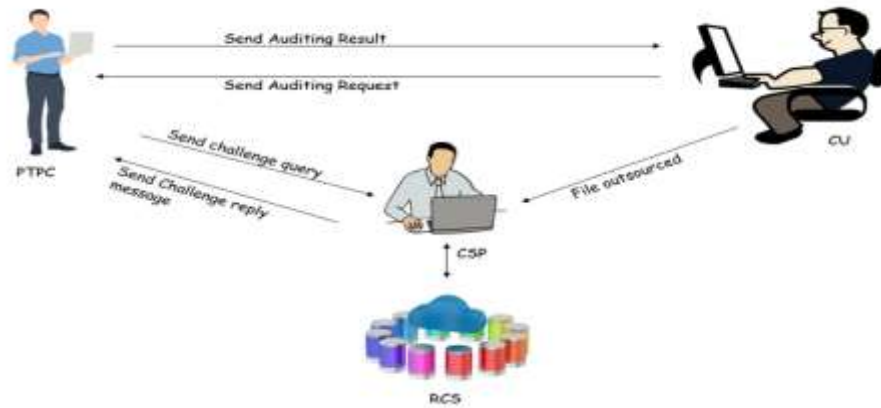 Send Auditing Result
Send Auditing Request
CU
Send challenge query
PTPC
Send Challenge reply
message
File outsourced
CSP
RCS